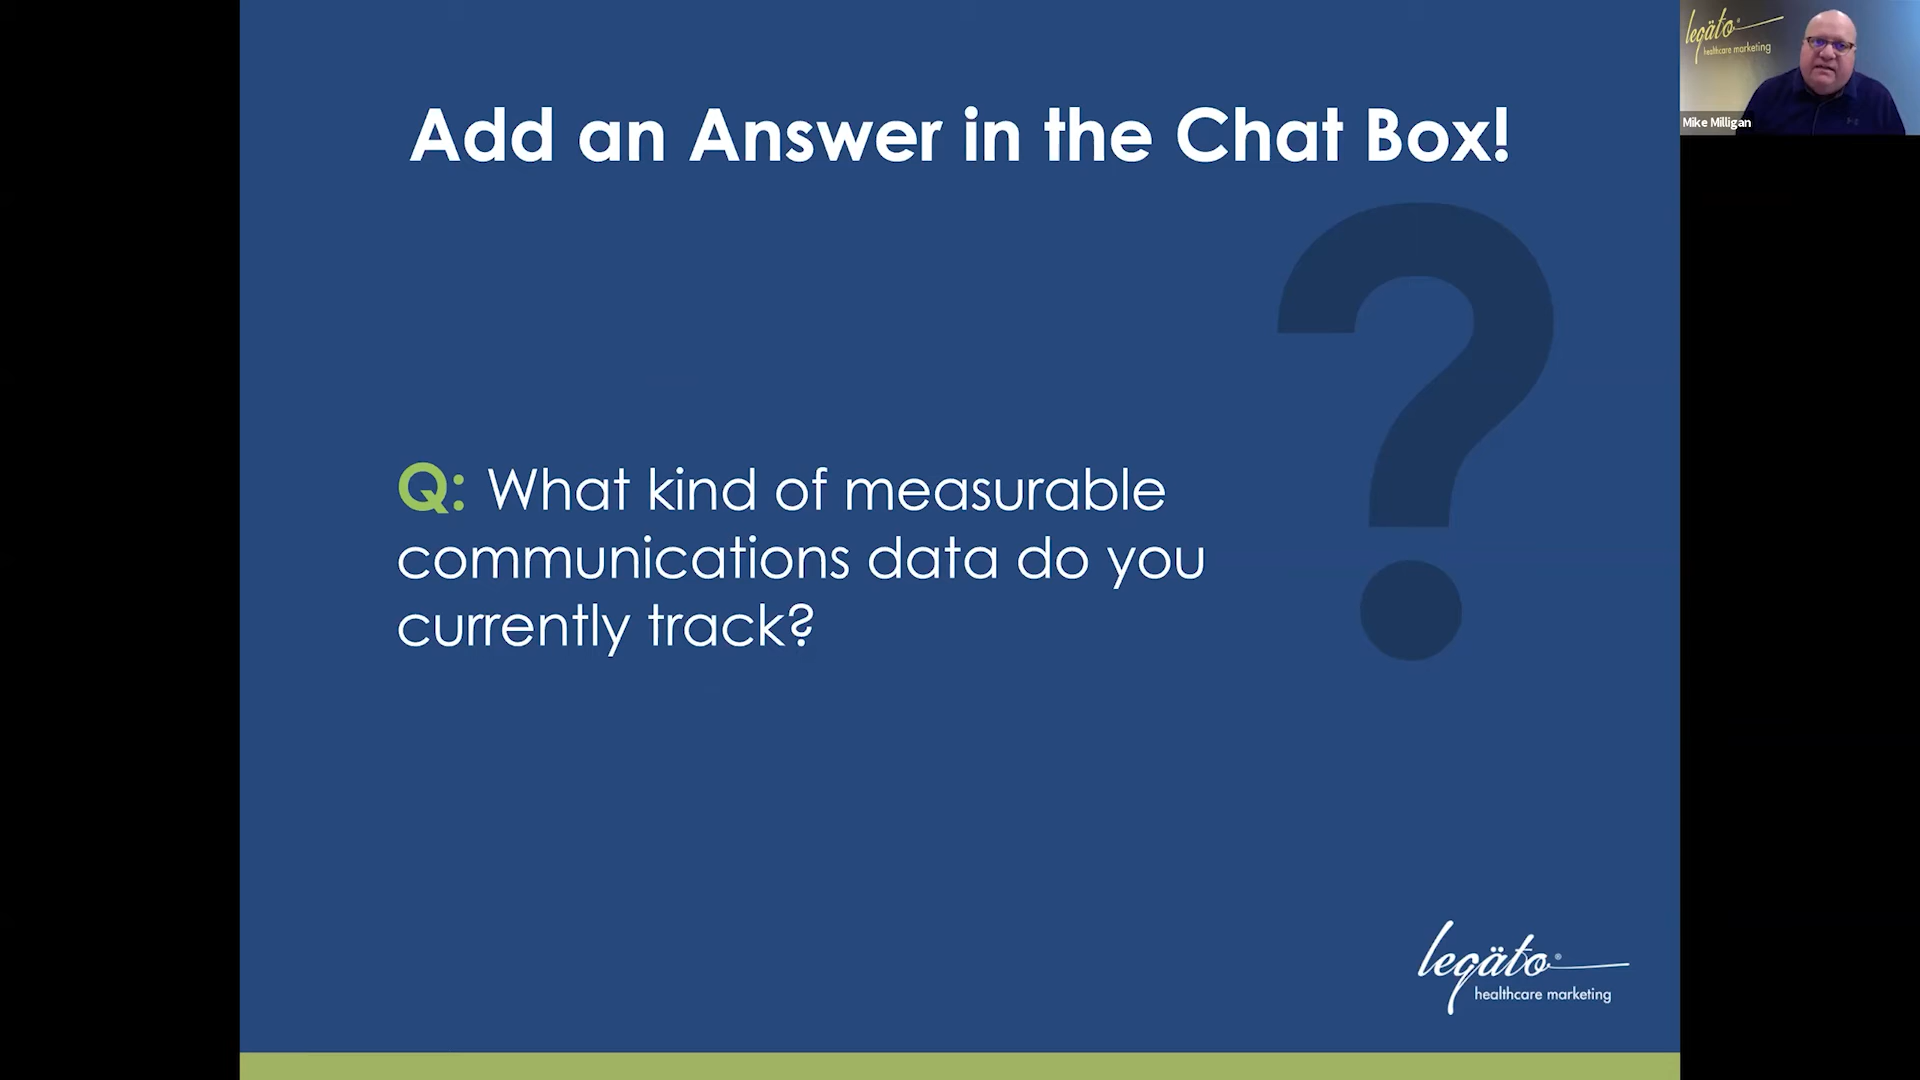 Add an Answer in the Chat Box!
Q: What kind of measurable
communications data do you
currently track?
legäto®
healthcare marketing
legäto®
healthcare marketing
Mike Milligan